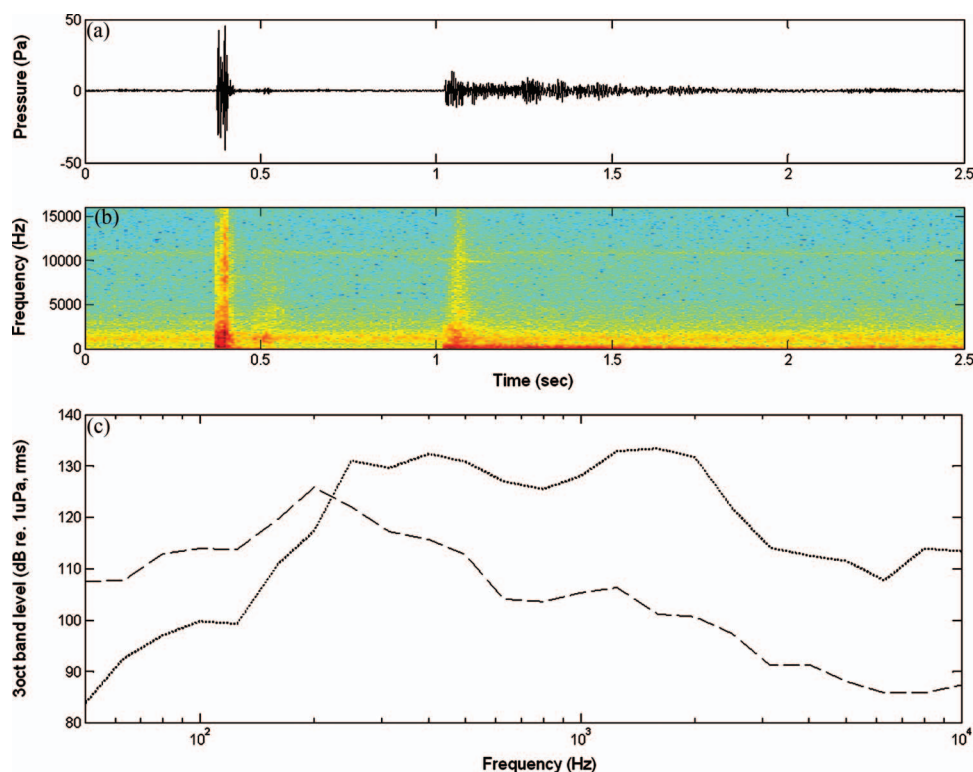 (a)
Pressure (Pa)
50
0
-50
0 0.5 1 1.5 2 2.5
(b)
Frequency (Hz)
15000
10000
5000
0
0 0.5 1 1.5 2 2.5
Time (sec)
(c)
3oct band level (dB re. 1uPa, rms)
140
130
120
110
100
90
80
10² 10³ 10⁴
Frequency (Hz)